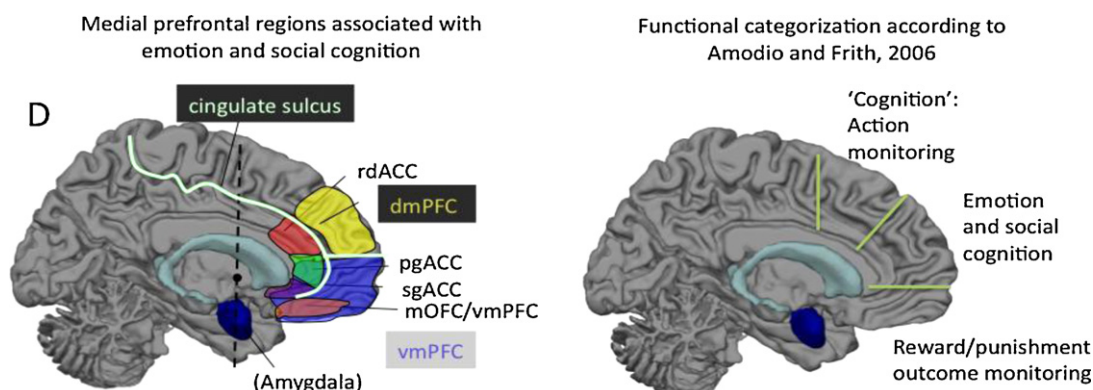 Medial prefrontal regions associated with
emotion and social cognition
D
cingulate sulcus
rdACC
dmPFC
pgACC
sgACC
mOFC/vmPFC
vmPFC
(Amygdala)
Functional categorization according to
Amodio and Frith, 2006
‘Cognition’:
Action
monitoring
Emotion
and social
cognition
Reward/punishment
outcome monitoring